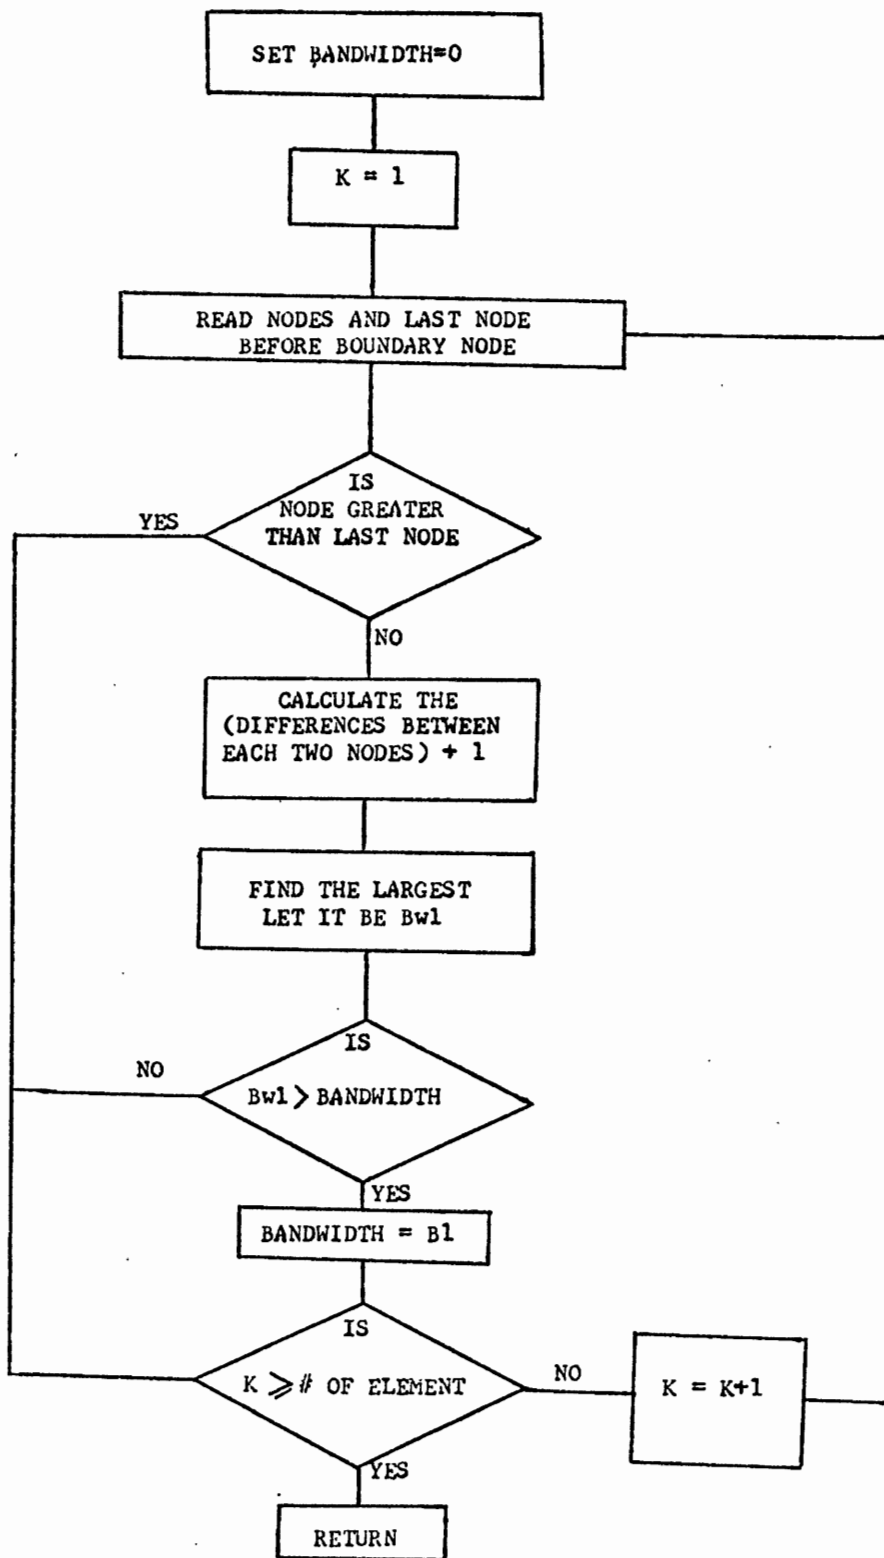 SET BANDWIDTH=0
K = 1
READ NODES AND LAST NODE
BEFORE BOUNDARY NODE
IS
NODE GREATER
THAN LAST NODE
YES
NO
CALCULATE THE
(DIFFERENCES BETWEEN
EACH TWO NODES) + 1
FIND THE LARGEST
LET IT BE Bw1
IS
Bw1 > BANDWIDTH
NO
YES
BANDWIDTH = B1
IS
K ⩾ # OF ELEMENT
NO
K = K+1
YES
RETURN